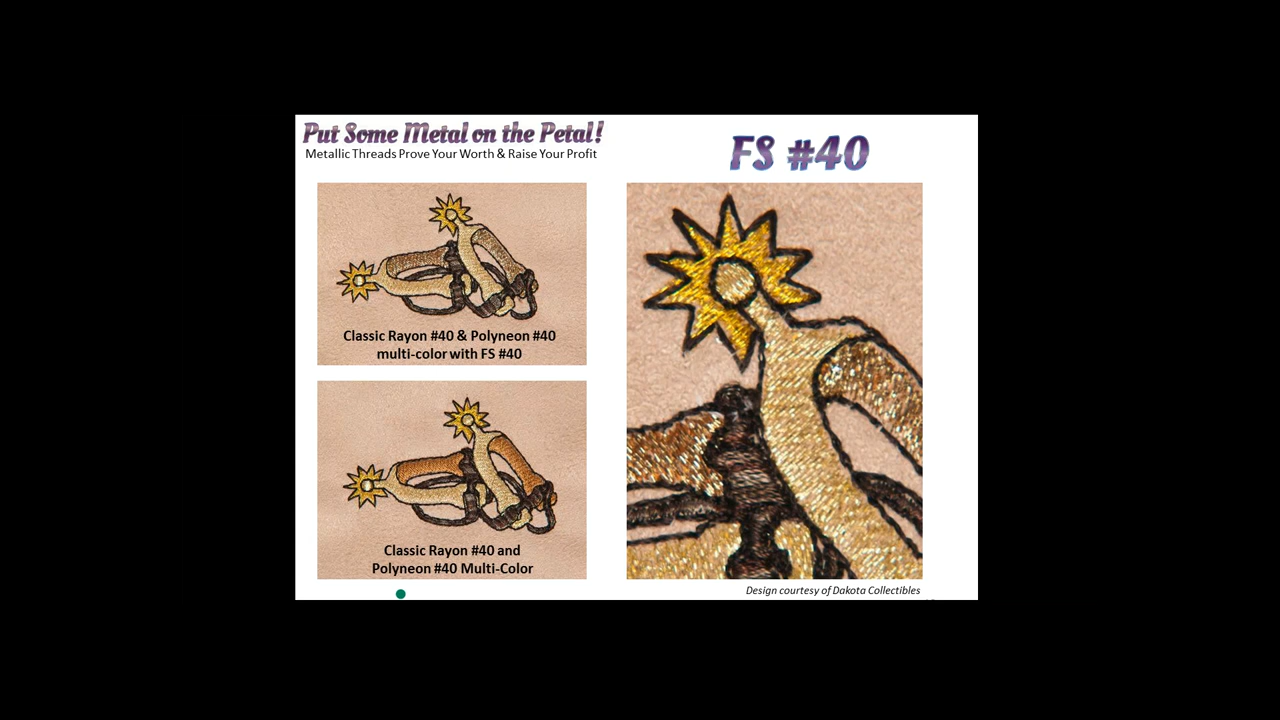 Put Some Metal on the Petal!
Metallic Threads Prove Your Worth & Raise Your Profit
FS #40
Classic Rayon #40 & Polyneon #40
multi-color with FS #40
Classic Rayon #40 and
Polyneon #40 Multi-Color
Design courtesy of Dakota Collectibles